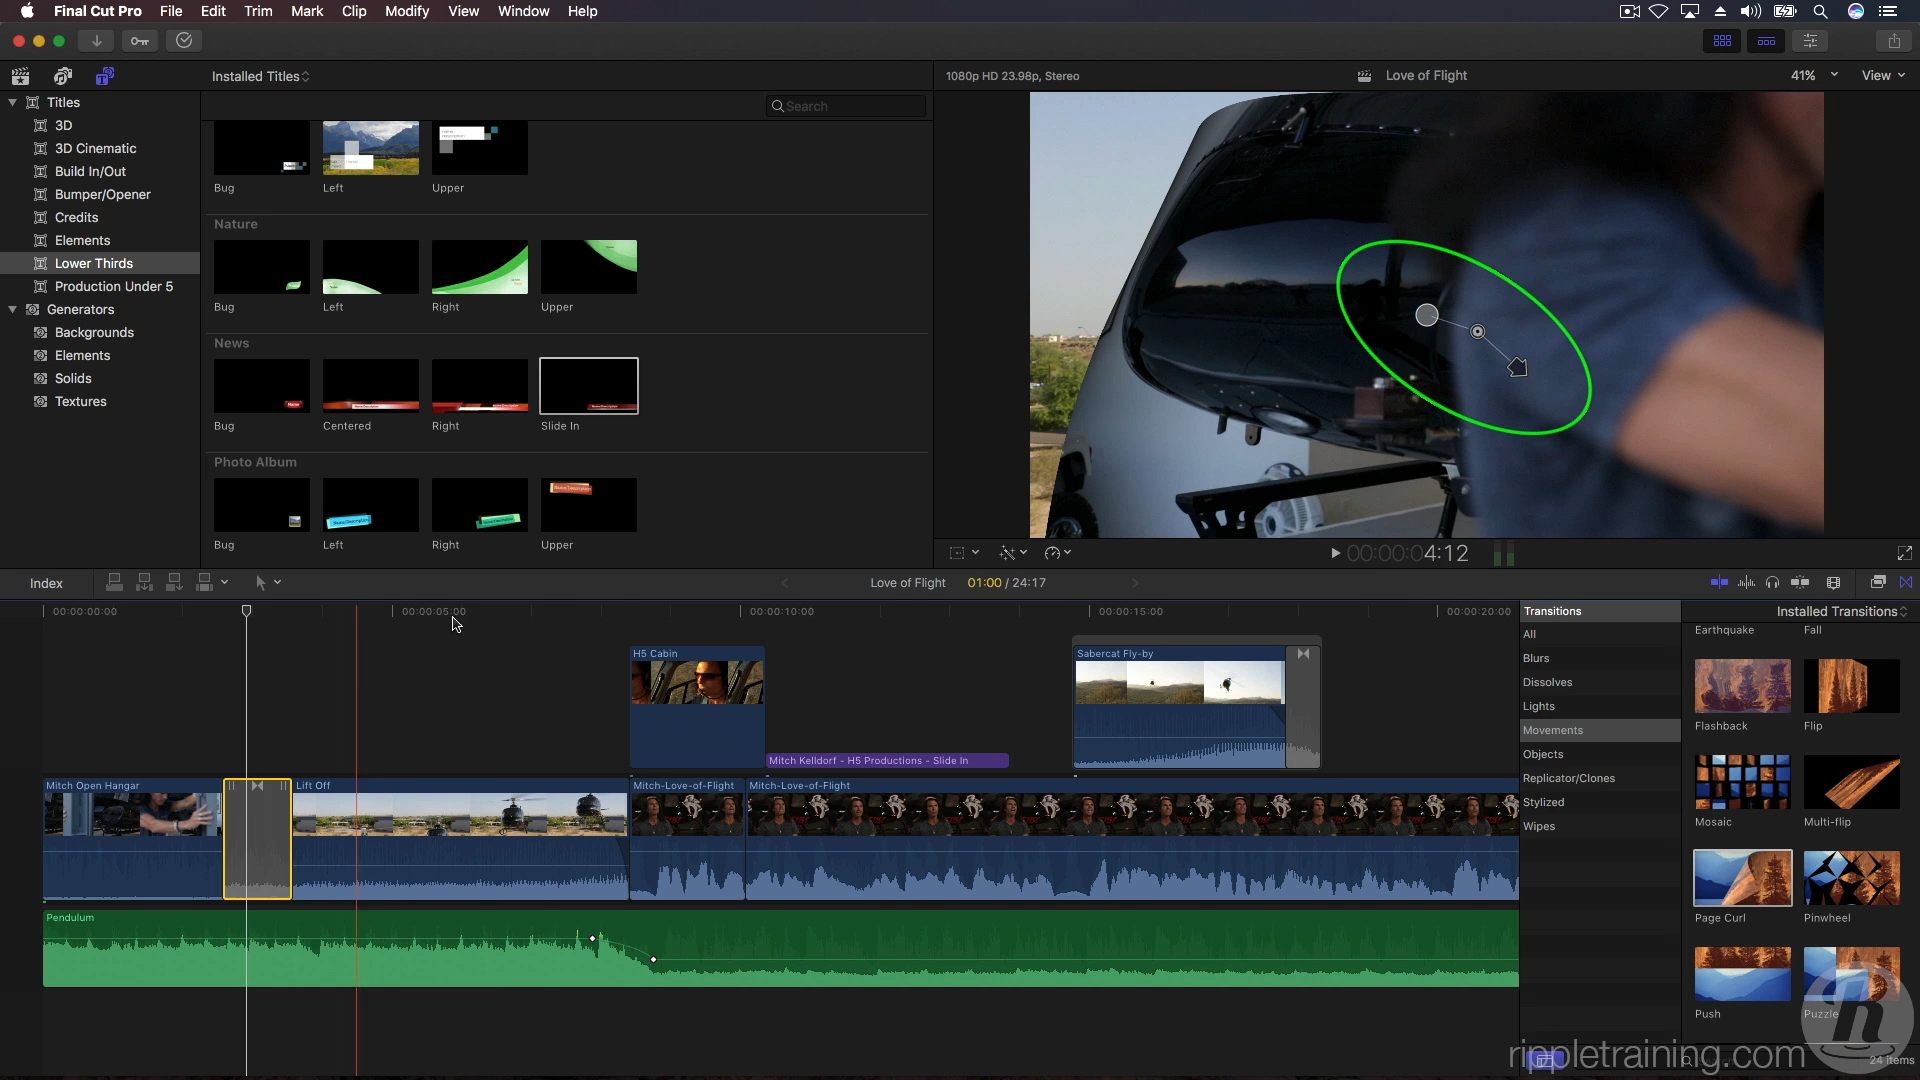 Final Cut Pro File Edit Trim Mark Clip Modify View Window Help
Installed Titles
1080p HD 23.98p, Stereo
Love of Flight
41%
View
Titles
3D
3D Cinematic
Build In/Out
Bumper/Opener
Credits
Elements
Lower Thirds
Production Under 5
Generators
Backgrounds
Elements
Solids
Textures
Search
Bug Left Upper
Nature
Bug Left Right Upper
News
Bug Centered Right Slide In
Photo Album
Bug Left Right Upper
00:00:04:12
Index
Love of Flight 01:00 / 24:17
00:00:00:00 00:00:05:00 00:00:10:00 00:00:15:00 00:00:20:00
H5 Cabin
Sabercat Fly-by
Mitch Kelldorf - H5 Productions - Slide In
Mitch Open Hangar
Lift Off
Mitch-Love-of-Flight
Mitch-Love-of-Flight
Pendulum
Transitions
All
Blurs
Dissolves
Lights
Movements
Objects
Replicator/Clones
Stylized
Wipes
Installed Transitions
Earthquake Fall
Flashback Flip
Mosaic Multi-flip
Page Curl Pinwheel
Push Puzzle
rippletraining.com
24 items